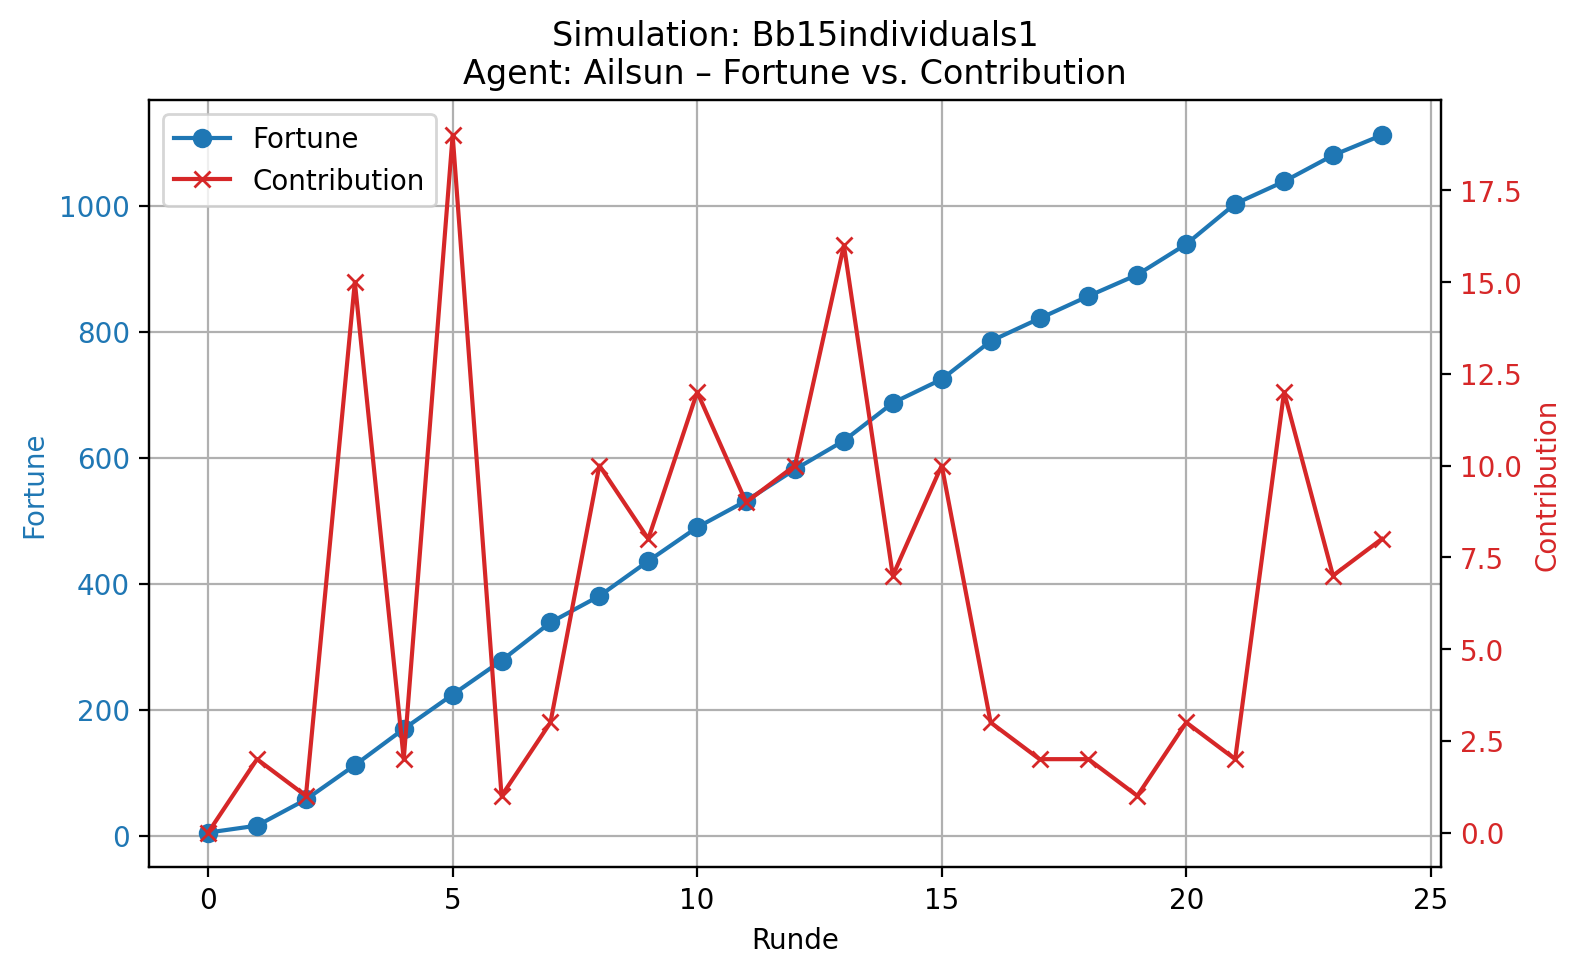 Simulation: Bb15individuals1
Agent: Ailsun – Fortune vs. Contribution
Fortune
Contribution
1000
800
600
400
200
0
Fortune
17.5
15.0
12.5
10.0
7.5
5.0
2.5
0.0
Contribution
0 5 10 15 20 25
Runde